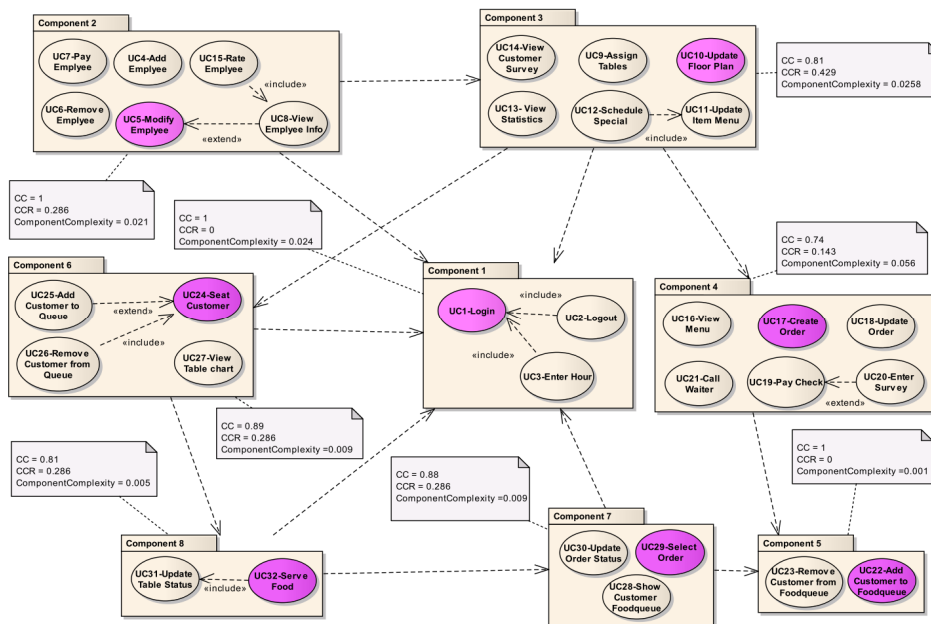 Component 2
UC7-Pay
Emplyee
UC4-Add
Emplyee
UC15-Rate
Emplyee
«include»
UC6-Remove
Emplyee
UC5-Modify
Emplyee
«extend»
UC8-View
Emplyee Info
Component 3
UC14-View
Customer
Survey
UC9-Assign
Tables
UC10-Update
Floor Plan
UC13- View
Statistics
UC12-Schedule
Special
UC11-Update
Item Menu
«include»
CC = 0.81
CCR = 0.429
ComponentComplexity = 0.0258
CC = 1
CCR = 0.286
ComponentComplexity = 0.021
CC = 1
CCR = 0
ComponentComplexity = 0.024
CC = 0.74
CCR = 0.143
ComponentComplexity = 0.056
Component 6
UC25-Add
Customer to
Queue
UC24-Seat
Customer
«extend»
«include»
UC26-Remove
Customer from
Queue
UC27-View
Table chart
Component 1
UC1-Login
«include»
UC2-Logout
«include»
UC3-Enter Hour
Component 4
UC16-View
Menu
UC17-Create
Order
UC18-Update
Order
UC21-Call
Waiter
UC19-Pay Check
UC20-Enter
Survey
«extend»
CC = 0.89
CCR = 0.286
ComponentComplexity =0.009
CC = 0.81
CCR = 0.286
ComponentComplexity = 0.005
CC = 0.88
CCR = 0.286
ComponentComplexity =0.009
CC = 1
CCR = 0
ComponentComplexity =0.001
Component 8
UC31-Update
Table Status
«include»
UC32-Serve
Food
Component 7
UC30-Update
Order Status
UC29-Select
Order
UC28-Show
Customer
Foodqueue
Component 5
UC23-Remove
Customer from
Foodqueue
UC22-Add
Customer to
Foodqueue